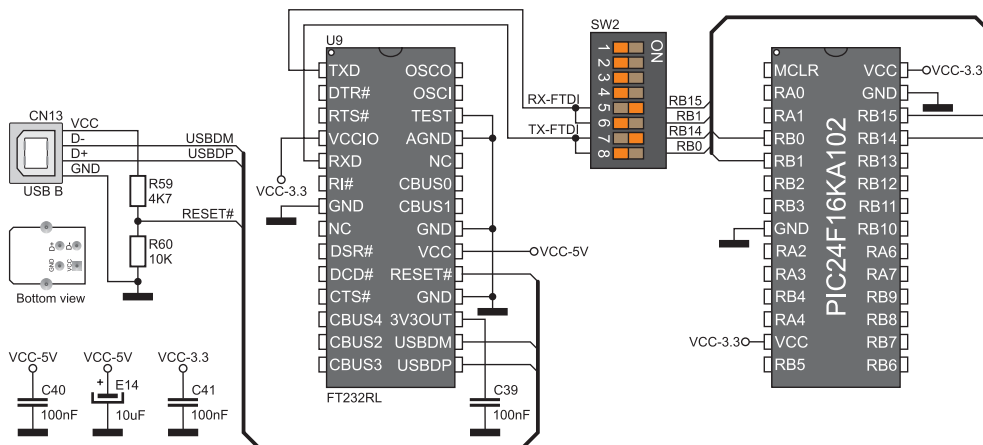 CN13
VCC
D-
D+
GND
USB B
USBDM
USBDP
R59
4K7
RESET#
R60
10K
D+
D-
GND
VCC
Bottom view
VCC-5V
C40
100nF
VCC-5V
+
E14
10uF
VCC-3.3
C41
100nF
VCC-3.3
U9
TXD
DTR#
RTS#
VCCIO
RXD
RI#
GND
NC
DSR#
DCD#
CTS#
CBUS4
CBUS2
CBUS3
OSCO
OSCI
TEST
AGND
NC
CBUS0
CBUS1
GND
VCC
RESET#
GND
3V3OUT
USBDM
USBDP
FT232RL
VCC-5V
C39
100nF
SW2
ON
1
2
3
4
5
6
7
8
RX-FTDI
TX-FTDI
RB15
RB1
RB14
RB0
MCLR
RA0
RA1
RB0
RB1
RB2
RB3
GND
RA2
RA3
RB4
RA4
VCC
RB5
VCC-3.3
PIC24F16KA102
VCC
GND
RB15
RB14
RB13
RB12
RB11
RB10
RA6
RA7
RB9
RB8
RB7
RB6
VCC-3.3